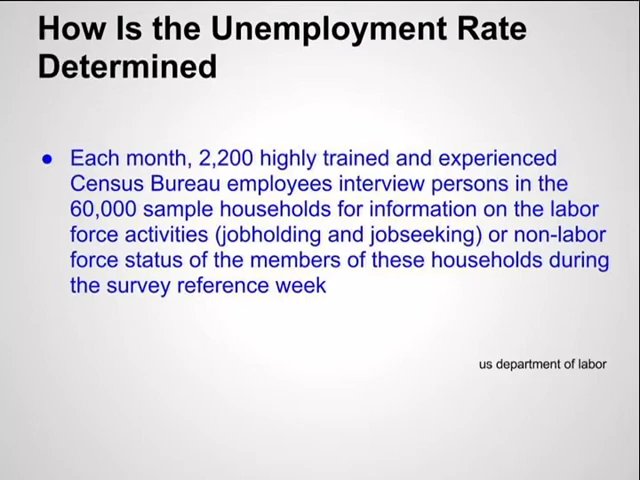 How Is the Unemployment Rate
Determined
● Each month, 2,200 highly trained and experienced
Census Bureau employees interview persons in the
60,000 sample households for information on the labor
force activities (jobholding and jobseeking) or non-labor
force status of the members of these households during
the survey reference week
us department of labor